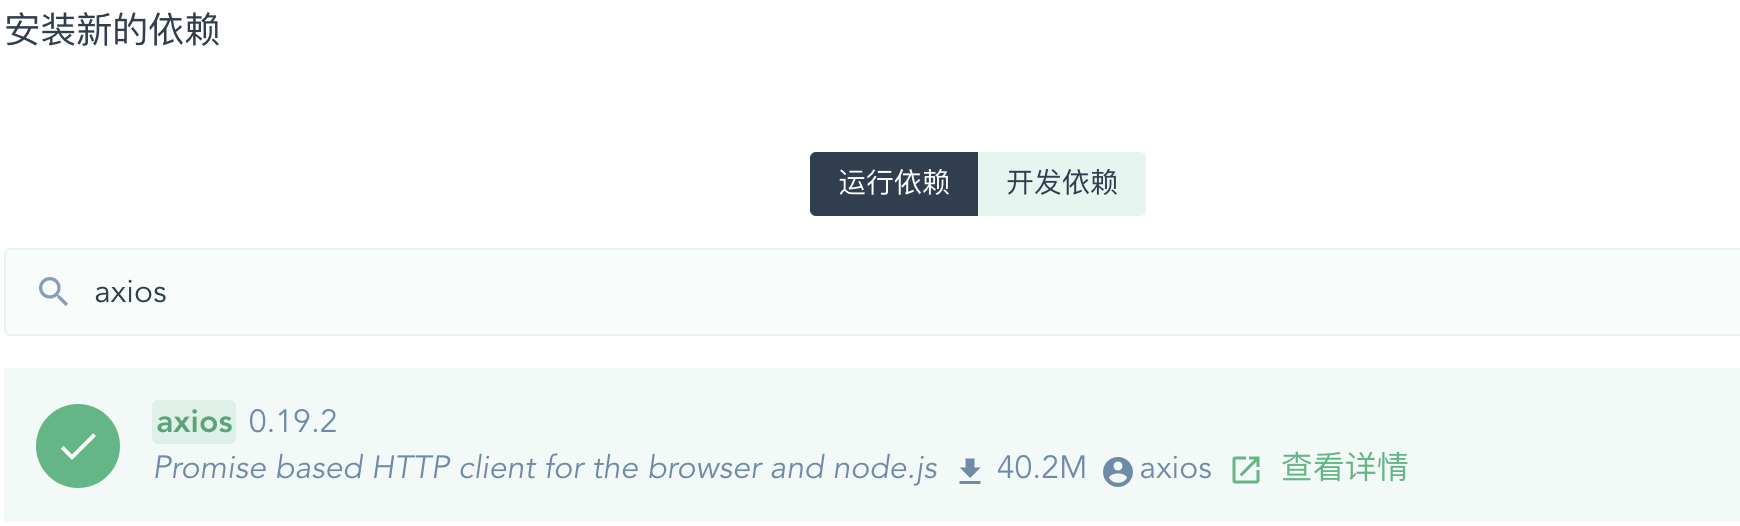 安装新的依赖
运行依赖 开发依赖
axios
axios 0.19.2
Promise based HTTP client for the browser and node.js 40.2M axios 查看详情